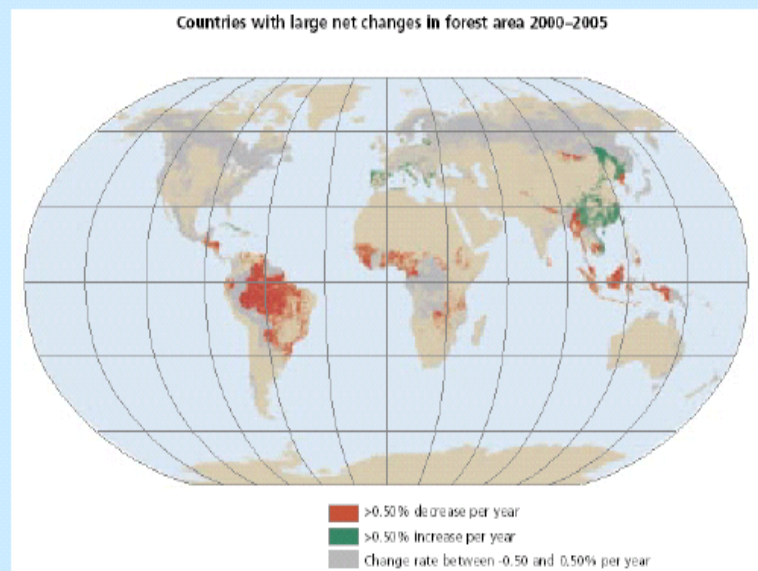 Countries with large net changes in forest area 2000–2005
>0.50% decrease per year
>0.50% increase per year
Change rate between -0.50 and 0.50% per year